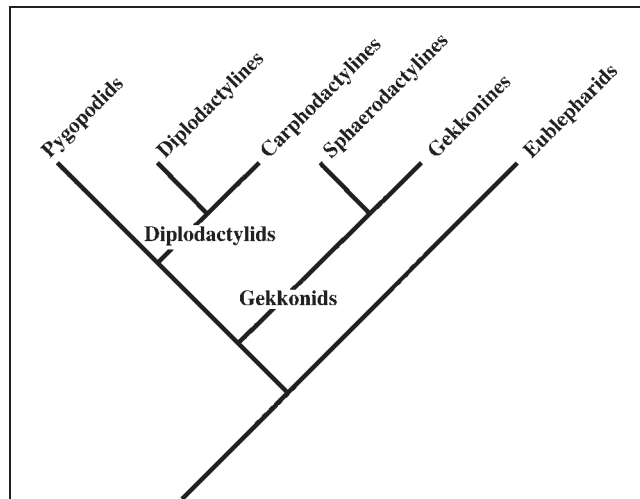 Pygopodids
Diplodactylines
Carphodactylines
Sphaerodactylines
Gekkonines
Eublepharids
Diplodactylids
Gekkonids